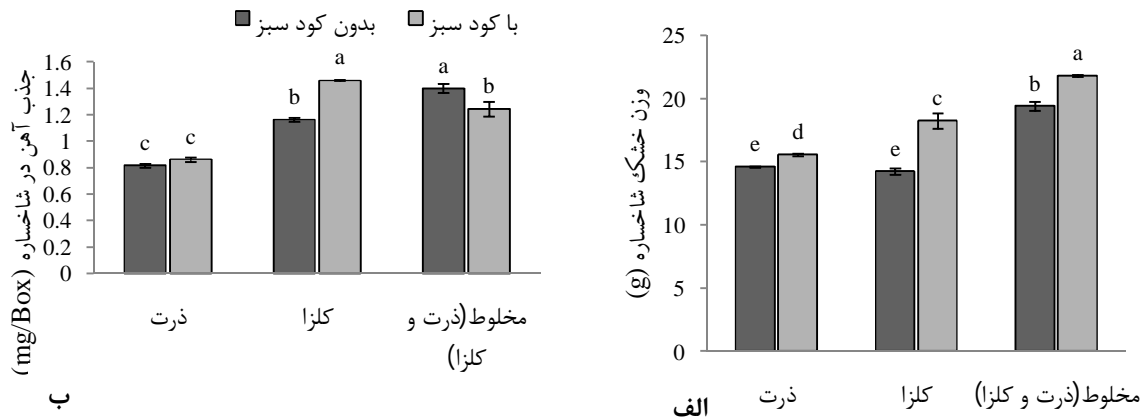 بدون کود سبز
با کود سبز
جذب آهن در شاخساره (mg/Box)
1.6
1.4
1.2
1
0.8
0.6
0.4
0.2
0
c
c
b
a
a
b
ذرت
کلزا
مخلوط(ذرت و
کلزا)
ب
وزن خشک شاخساره (g)
25
20
15
10
5
0
e
d
e
c
b
a
ذرت
کلزا
مخلوط(ذرت و کلزا)
الف